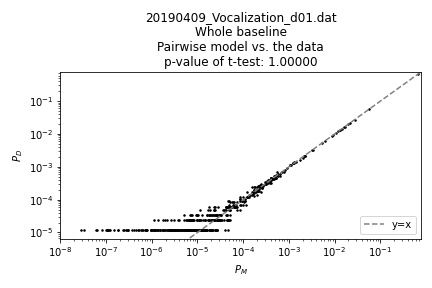 20190409_Vocalization_d01.dat
Whole baseline
Pairwise model vs. the data
p-value of t-test: 1.00000
10⁻¹
10⁻²
10⁻³
10⁻⁴
10⁻⁵
P_D
y=x
10⁻⁸ 10⁻⁷ 10⁻⁶ 10⁻⁵ 10⁻⁴ 10⁻³ 10⁻² 10⁻¹
P_M